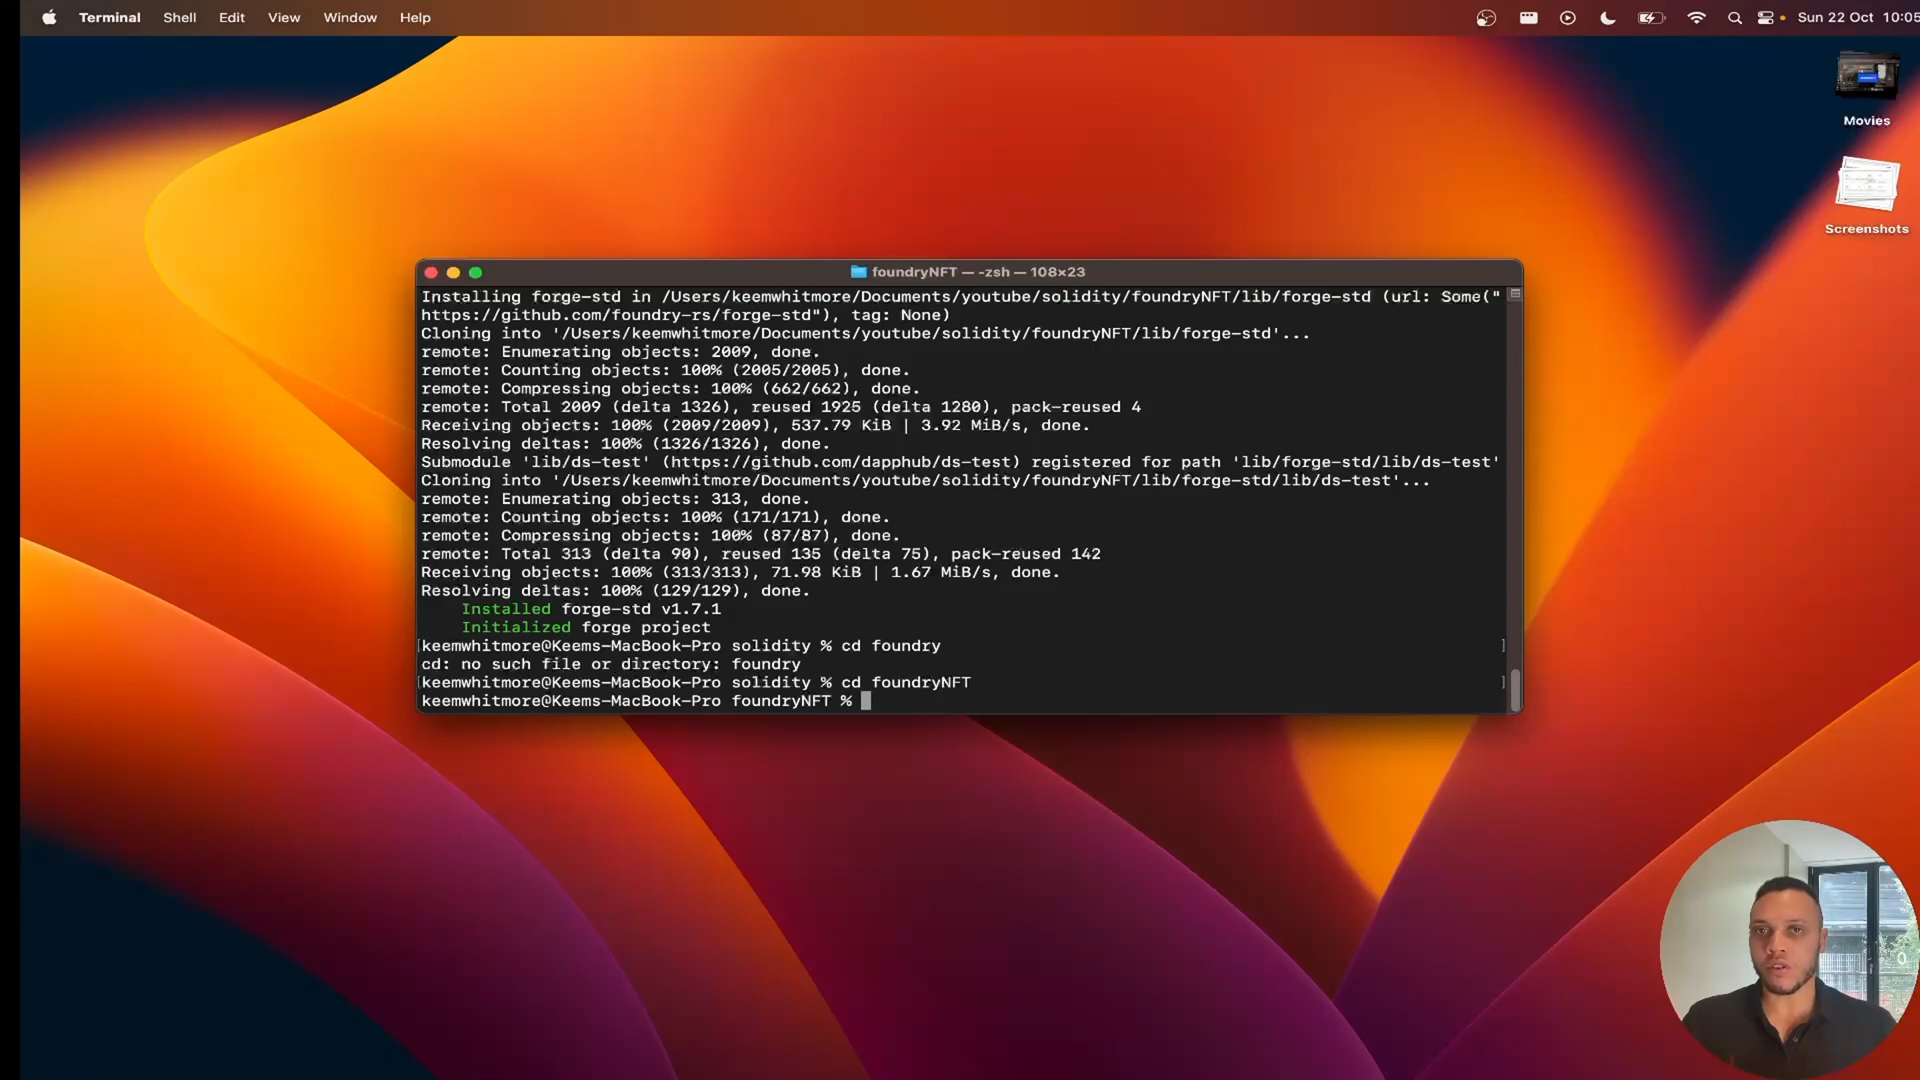 Terminal Shell Edit View Window Help Sun 22 Oct 10:05
Movies
Screenshots
foundryNFT — -zsh — 108×23
Installing forge-std in /Users/keemwhitmore/Documents/youtube/solidity/foundryNFT/lib/forge-std (url: Some("
https://github.com/foundry-rs/forge-std"), tag: None)
Cloning into '/Users/keemwhitmore/Documents/youtube/solidity/foundryNFT/lib/forge-std'...
remote: Enumerating objects: 2009, done.
remote: Counting objects: 100% (2005/2005), done.
remote: Compressing objects: 100% (662/662), done.
remote: Total 2009 (delta 1326), reused 1925 (delta 1280), pack-reused 4
Receiving objects: 100% (2009/2009), 537.79 KiB | 3.92 MiB/s, done.
Resolving deltas: 100% (1326/1326), done.
Submodule 'lib/ds-test' (https://github.com/dapphub/ds-test) registered for path 'lib/forge-std/lib/ds-test'
Cloning into '/Users/keemwhitmore/Documents/youtube/solidity/foundryNFT/lib/forge-std/lib/ds-test'...
remote: Enumerating objects: 313, done.
remote: Counting objects: 100% (171/171), done.
remote: Compressing objects: 100% (87/87), done.
remote: Total 313 (delta 90), reused 135 (delta 75), pack-reused 142
Receiving objects: 100% (313/313), 71.98 KiB | 1.67 MiB/s, done.
Resolving deltas: 100% (129/129), done.
Installed forge-std v1.7.1
Initialized forge project
[keemwhitmore@Keems-MacBook-Pro solidity % cd foundry ]
cd: no such file or directory: foundry
[keemwhitmore@Keems-MacBook-Pro solidity % cd foundryNFT ]
keemwhitmore@Keems-MacBook-Pro foundryNFT %